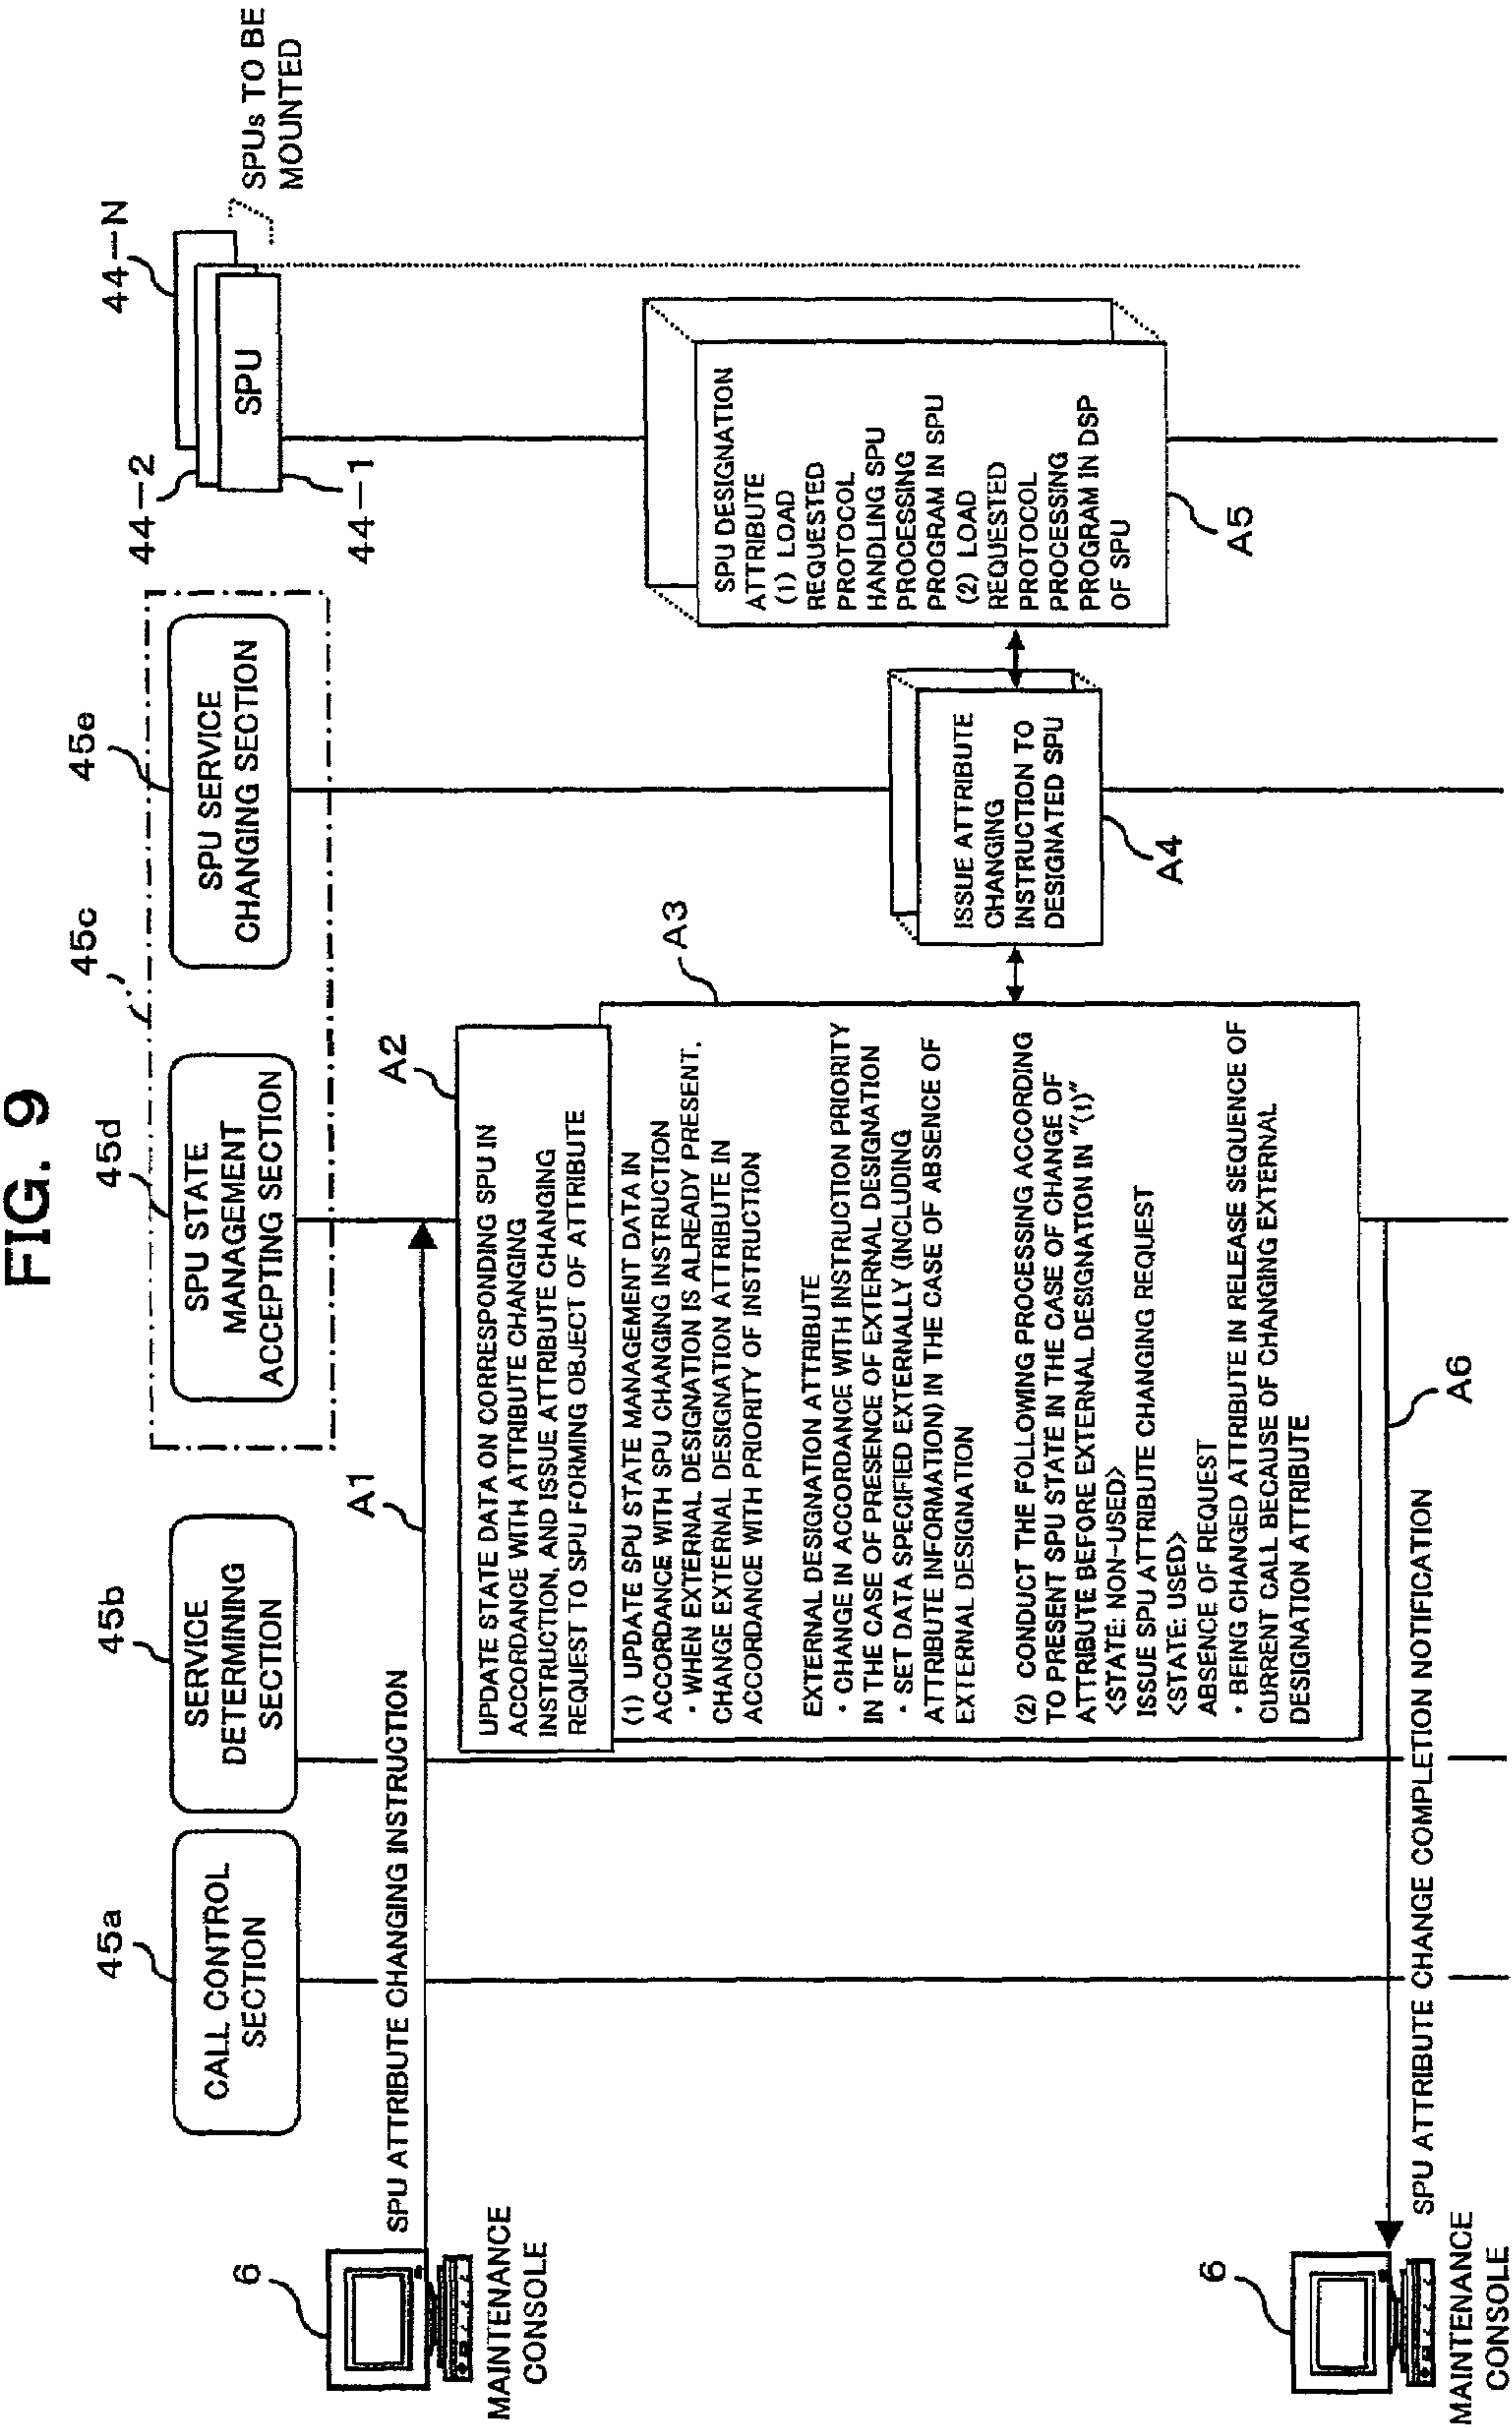 FIG. 9
6
MAINTENANCE
CONSOLE
45a
CALL CONTROL
SECTION
45b
SERVICE
DETERMINING
SECTION
45c
45d
SPU STATE
MANAGEMENT
ACCEPTING SECTION
45e
SPU SERVICE
CHANGING SECTION
44-2
44-N
SPU
44-1
SPUs TO BE
MOUNTED
SPU ATTRIBUTE CHANGING INSTRUCTION
A1
A2
UPDATE STATE DATA ON CORRESPONDING SPU IN
ACCORDANCE WITH ATTRIBUTE CHANGING
INSTRUCTION, AND ISSUE ATTRIBUTE CHANGING
REQUEST TO SPU FORMING OBJECT OF ATTRIBUTE
A3
(1) UPDATE SPU STATE MANAGEMENT DATA IN
ACCORDANCE WITH SPU CHANGING INSTRUCTION
・WHEN EXTERNAL DESIGNATION IS ALREADY PRESENT,
CHANGE EXTERNAL DESIGNATION ATTRIBUTE IN
ACCORDANCE WITH PRIORITY OF INSTRUCTION
EXTERNAL DESIGNATION ATTRIBUTE
・CHANGE IN ACCORDANCE WITH INSTRUCTION PRIORITY
IN THE CASE OF PRESENCE OF EXTERNAL DESIGNATION
・SET DATA SPECIFIED EXTERNALLY (INCLUDING
ATTRIBUTE INFORMATION) IN THE CASE OF ABSENCE OF
EXTERNAL DESIGNATION
(2) CONDUCT THE FOLLOWING PROCESSING ACCORDING
TO PRESENT SPU STATE IN THE CASE OF CHANGE OF
ATTRIBUTE BEFORE EXTERNAL DESIGNATION IN "(1)"
<STATE: NON-USED>
ISSUE SPU ATTRIBUTE CHANGING REQUEST
<STATE: USED>
ABSENCE OF REQUEST
・BEING CHANGED ATTRIBUTE IN RELEASE SEQUENCE OF
CURRENT CALL BECAUSE OF CHANGING EXTERNAL
DESIGNATION ATTRIBUTE
ISSUE ATTRIBUTE
CHANGING
INSTRUCTION TO
DESIGNATED SPU
A4
SPU DESIGNATION
ATTRIBUTE
(1) LOAD
REQUESTED
PROTOCOL
HANDLING SPU
PROCESSING
PROGRAM IN SPU
(2) LOAD
REQUESTED
PROTOCOL
PROCESSING
PROGRAM IN DSP
OF SPU
A5
A6
SPU ATTRIBUTE CHANGE COMPLETION NOTIFICATION
6
MAINTENANCE
CONSOLE